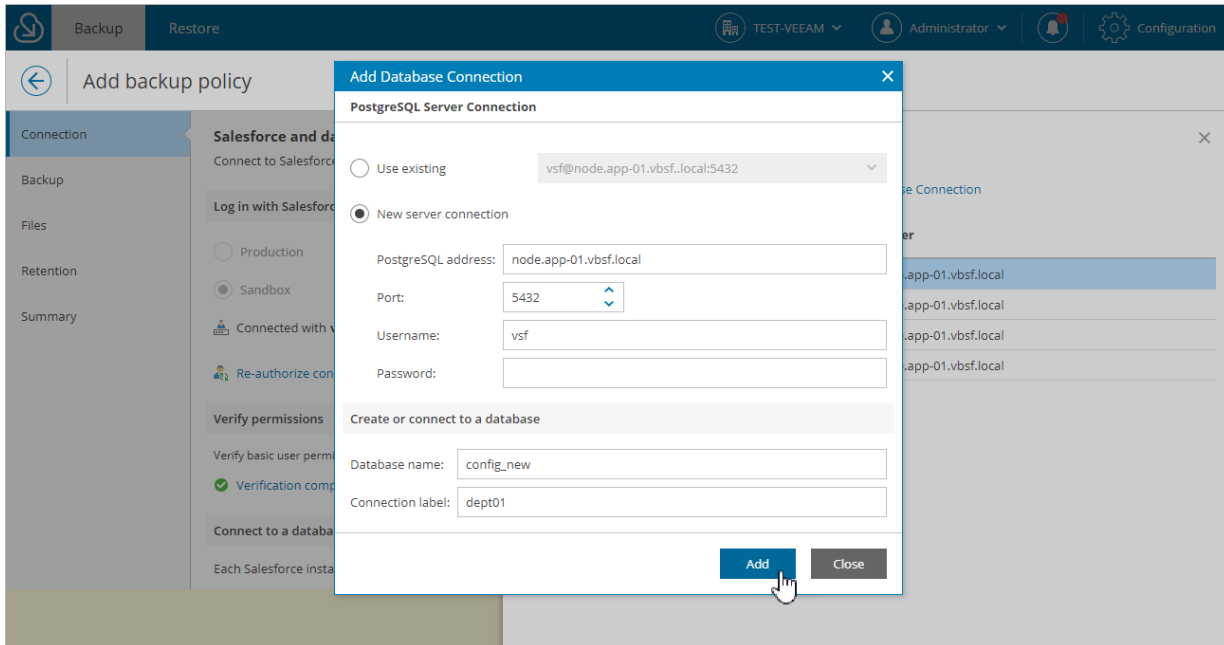 Backup
Restore
TEST-VEEAM
Administrator
Configuration
Add backup policy
Connection
Backup
Files
Retention
Summary
Salesforce and da
Connect to Salesforce
Log in with Salesforc
Production
Sandbox
Connected with v
Re-authorize con
Verify permissions
Verify basic user permi
Verification comp
Connect to a databa
Each Salesforce insta
Add Database Connection
PostgreSQL Server Connection
Use existing
vsf@node.app-01.vbsf..local:5432
New server connection
PostgreSQL address:
node.app-01.vbsf.local
Port:
5432
Username:
vsf
Password:
Create or connect to a database
Database name:
config_new
Connection label:
dept01
Add
Close
se Connection
er
.app-01.vbsf.local
.app-01.vbsf.local
.app-01.vbsf.local
.app-01.vbsf.local